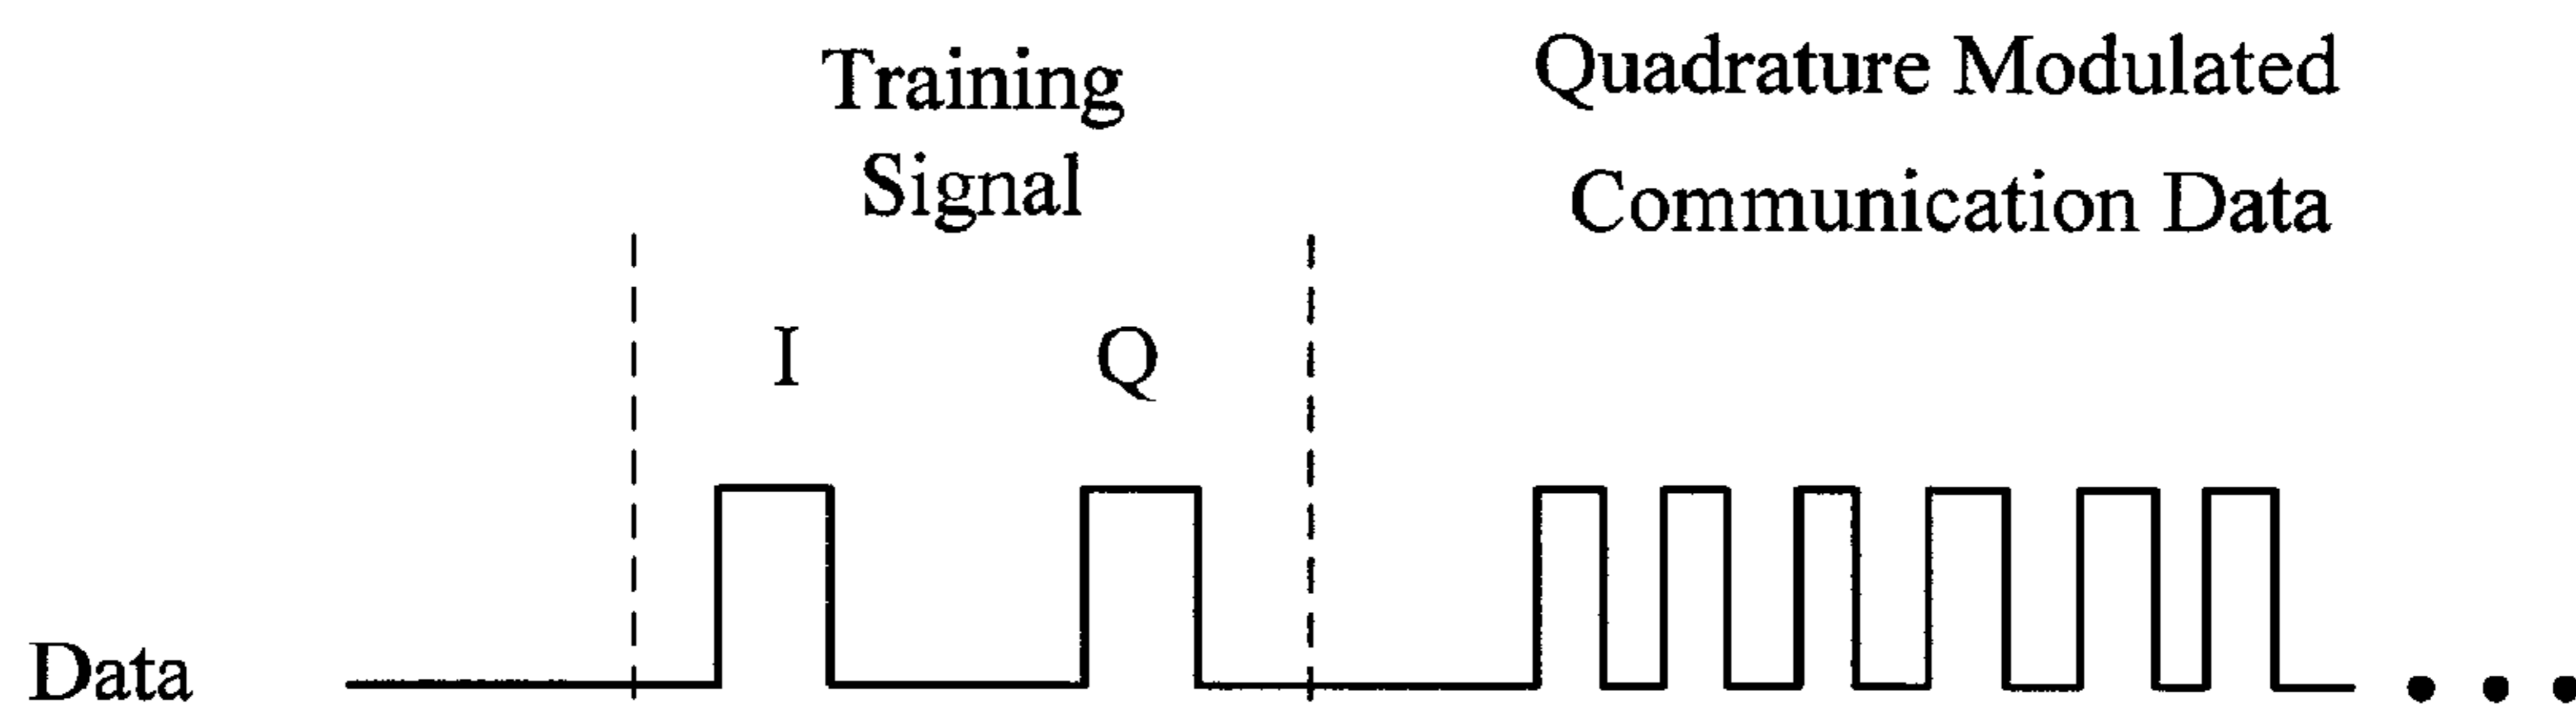 Training
Signal
Quadrature Modulated
Communication Data
I
Q
Data